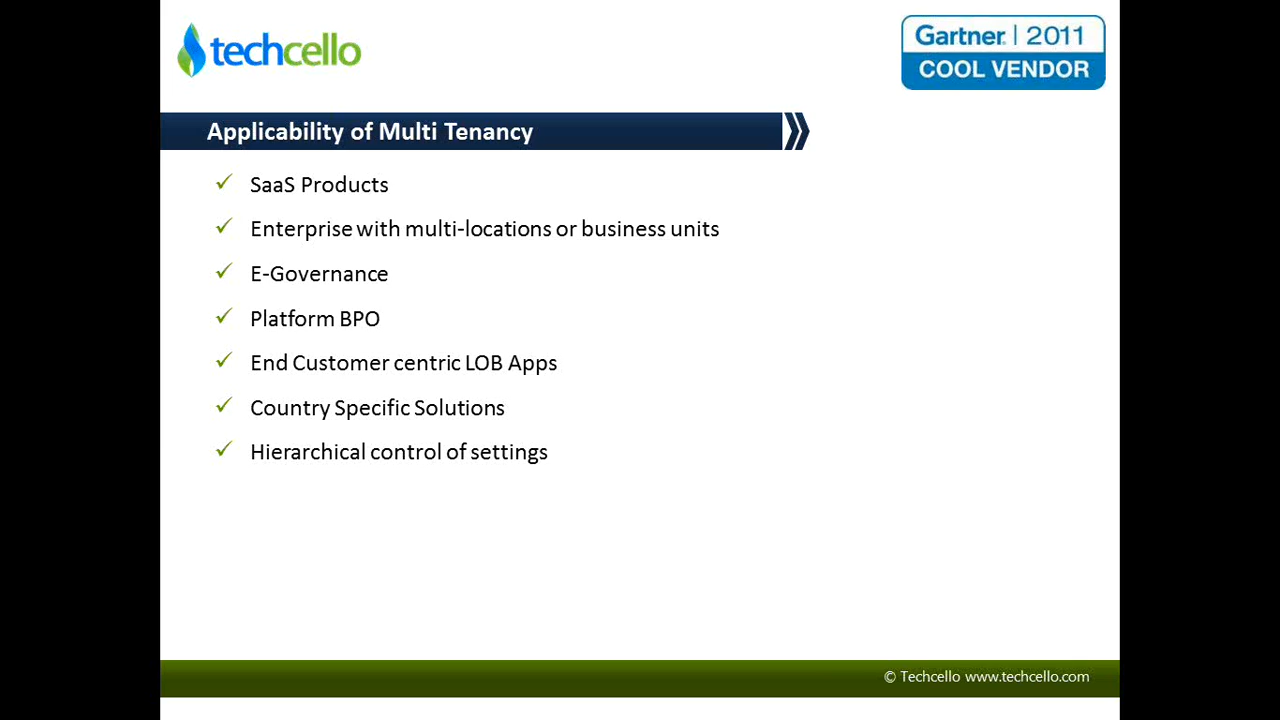 techcello
Gartner. | 2011
COOL VENDOR
Applicability of Multi Tenancy
✓ SaaS Products
✓ Enterprise with multi-locations or business units
✓ E-Governance
✓ Platform BPO
✓ End Customer centric LOB Apps
✓ Country Specific Solutions
✓ Hierarchical control of settings
© Techcello www.techcello.com